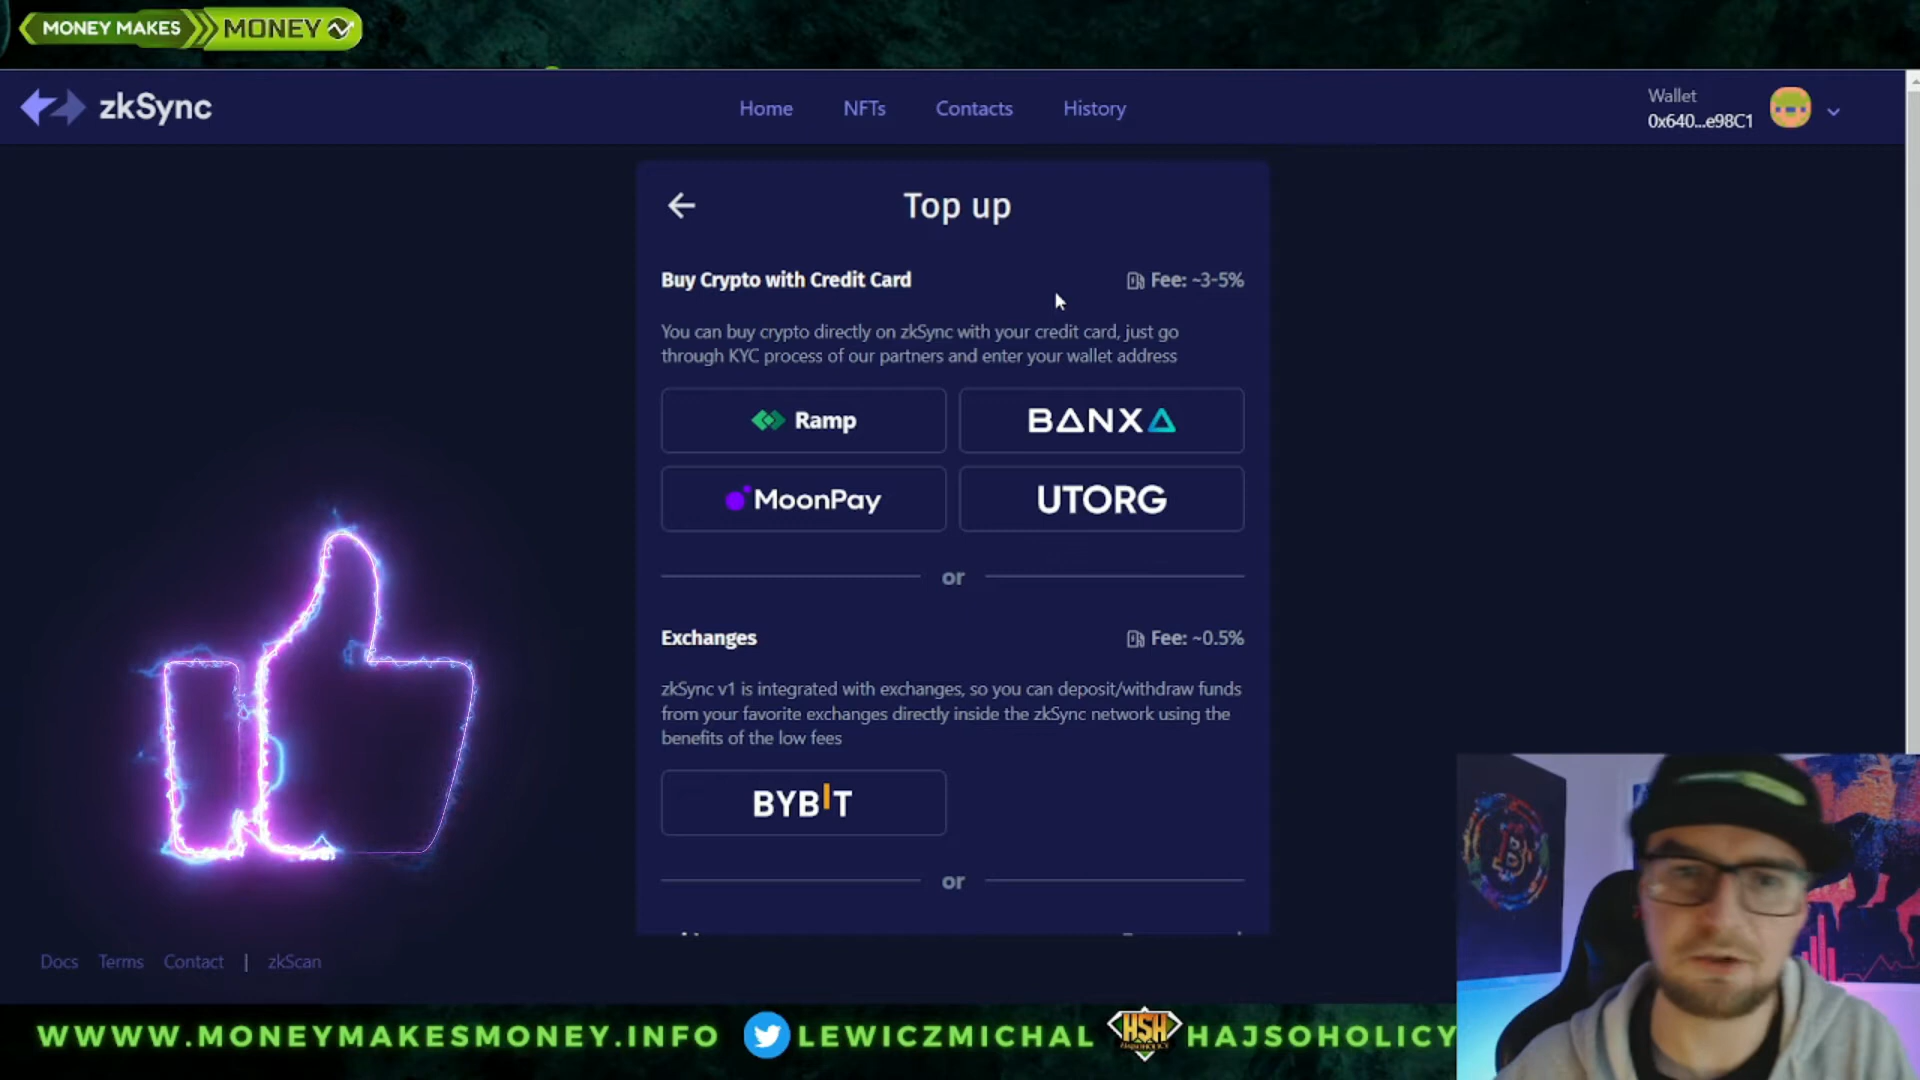 MONEY MAKES MONEY
zkSync
Home NFTs Contacts History
Wallet
0x640...e98C1
Top up
Buy Crypto with Credit Card Fee: ~3-5%
You can buy crypto directly on zkSync with your credit card, just go
through KYC process of our partners and enter your wallet address
Ramp BANXA
MoonPay UTORG
or
Exchanges Fee: ~0.5%
zkSync v1 is integrated with exchanges, so you can deposit/withdraw funds
from your favorite exchanges directly inside the zkSync network using the
benefits of the low fees
BYBIT
or
Docs Terms Contact | zkScan
WWWW.MONEYMAKESMONEY.INFO LEWICZMICHAL HSH HAJSOHOLICY